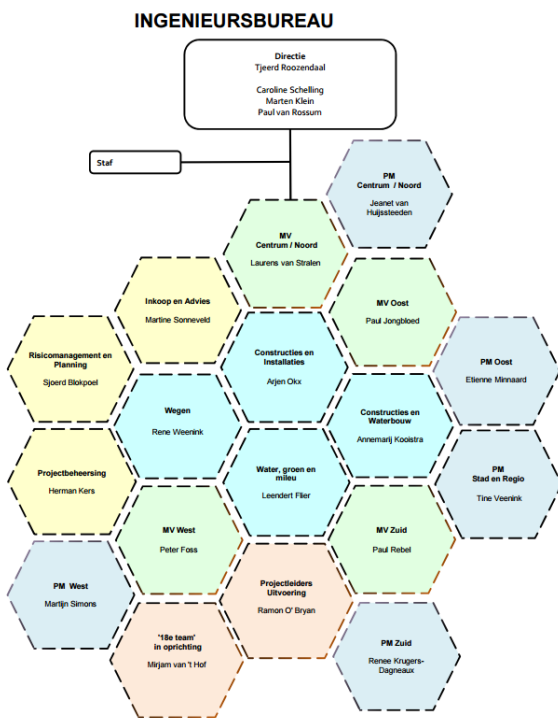 INGENIEURSBUREAU
Directie
Tjeerd Roozendaal
Caroline Schelling
Marten Klein
Paul van Rossum
Staf
PM
Centrum / Noord
Jeanet van
Huijssteeden
MV
Centrum / Noord
Laurens van Stralen
Inkoop en Advies
Martine Sonneveld
MV Oost
Paul Jongbloed
Risicomanagement en
Planning
Sjoerd Blokpoel
Constructies en
Installaties
Arjen Okx
PM Oost
Etienne Minnaard
Wegen
Rene Weenink
Constructies en
Waterbouw
Annemarij Kooistra
Projectbeheersing
Herman Kers
Water, groen en
mileu
Leendert Flier
PM
Stad en Regio
Tine Veenink
MV West
Peter Foss
MV Zuid
Paul Rebel
PM West
Martijn Simons
Projectleiders
Uitvoering
Ramon O' Bryan
'18e team'
in oprichting
Mirjam van 't Hof
PM Zuid
Renee Krugers-
Dagneaux